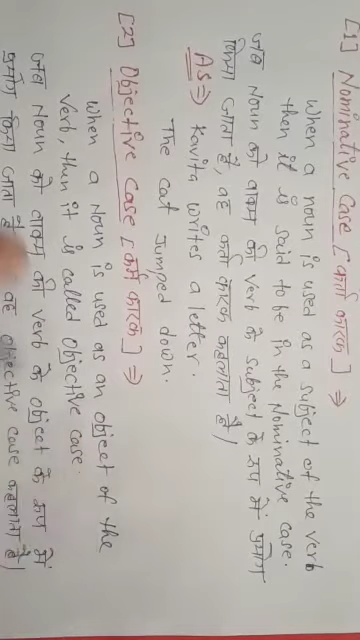 [1] Nominative Case [कर्ता कारक] ⇒
When a noun is used as a subject of the verb
then it is said to be in the Nominative case.
जब Noun को वाक्य की verb के subject के रूप में प्रयोग
किया जाता है, वह कर्ता कारक कहलाता है।
AS⇒ Kavita writes a letter.
The cat jumped down.
[2] Objective Case [कर्म कारक] ⇒
When a Noun is used as an object of the
verb, then it is called objective case.
जब Noun को वाक्य की verb के object के रूप में
प्रयोग किया जाता है वह objective case कहलाता है।